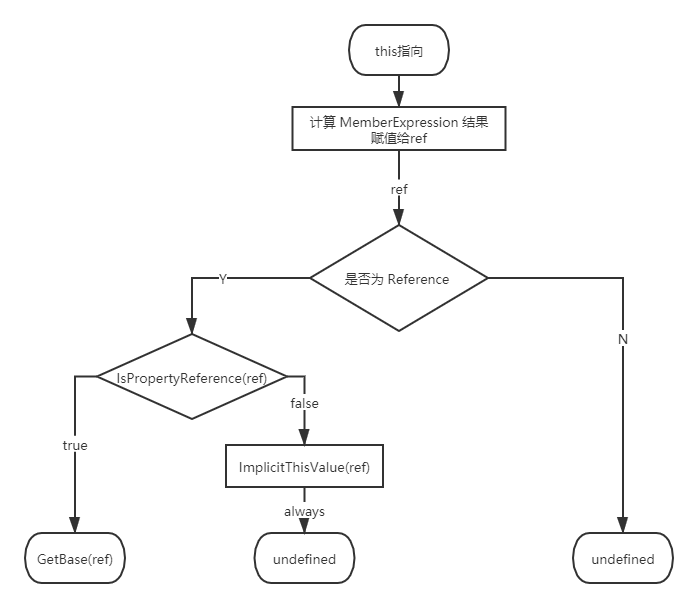 this指向
计算 MemberExpression 结果
赋值给ref
ref
是否为 Reference
Y
N
IsPropertyReference(ref)
false
true
ImplicitThisValue(ref)
always
GetBase(ref)
undefined
undefined